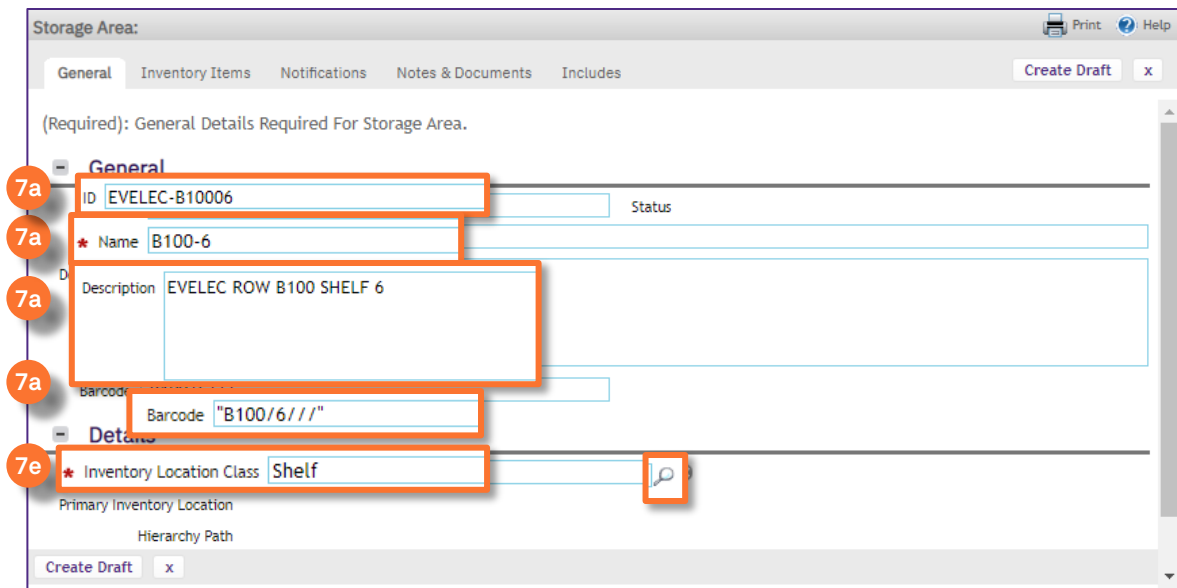 Storage Area:
Print Help
General Inventory Items Notifications Notes & Documents Includes
Create Draft x
(Required): General Details Required For Storage Area.
General
7a ID EVELEC-B10006
Status
7a * Name B100-6
7a Description EVELEC ROW B100 SHELF 6
7a Barcode
Barcode "B100/6///"
Details
7e * Inventory Location Class Shelf
Primary Inventory Location
Hierarchy Path
Create Draft x